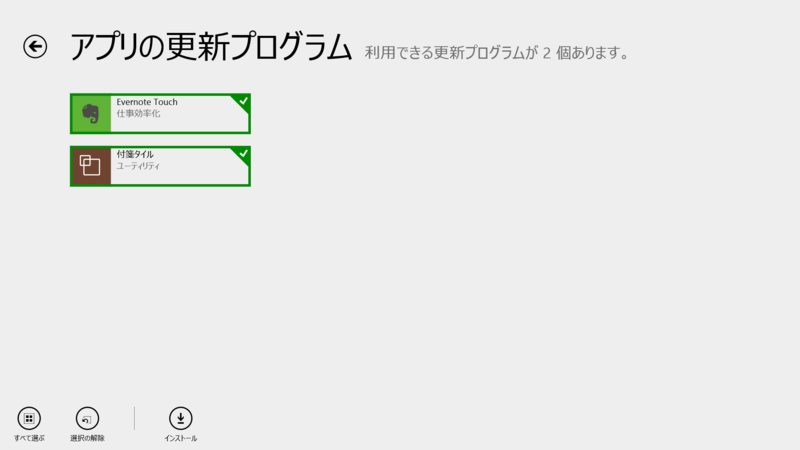 アプリの更新プログラム 利用できる更新プログラムが 2 個あります。
Evernote Touch
仕事効率化
付箋タイル
ユーティリティ
すべて選ぶ 選択の解除 インストール